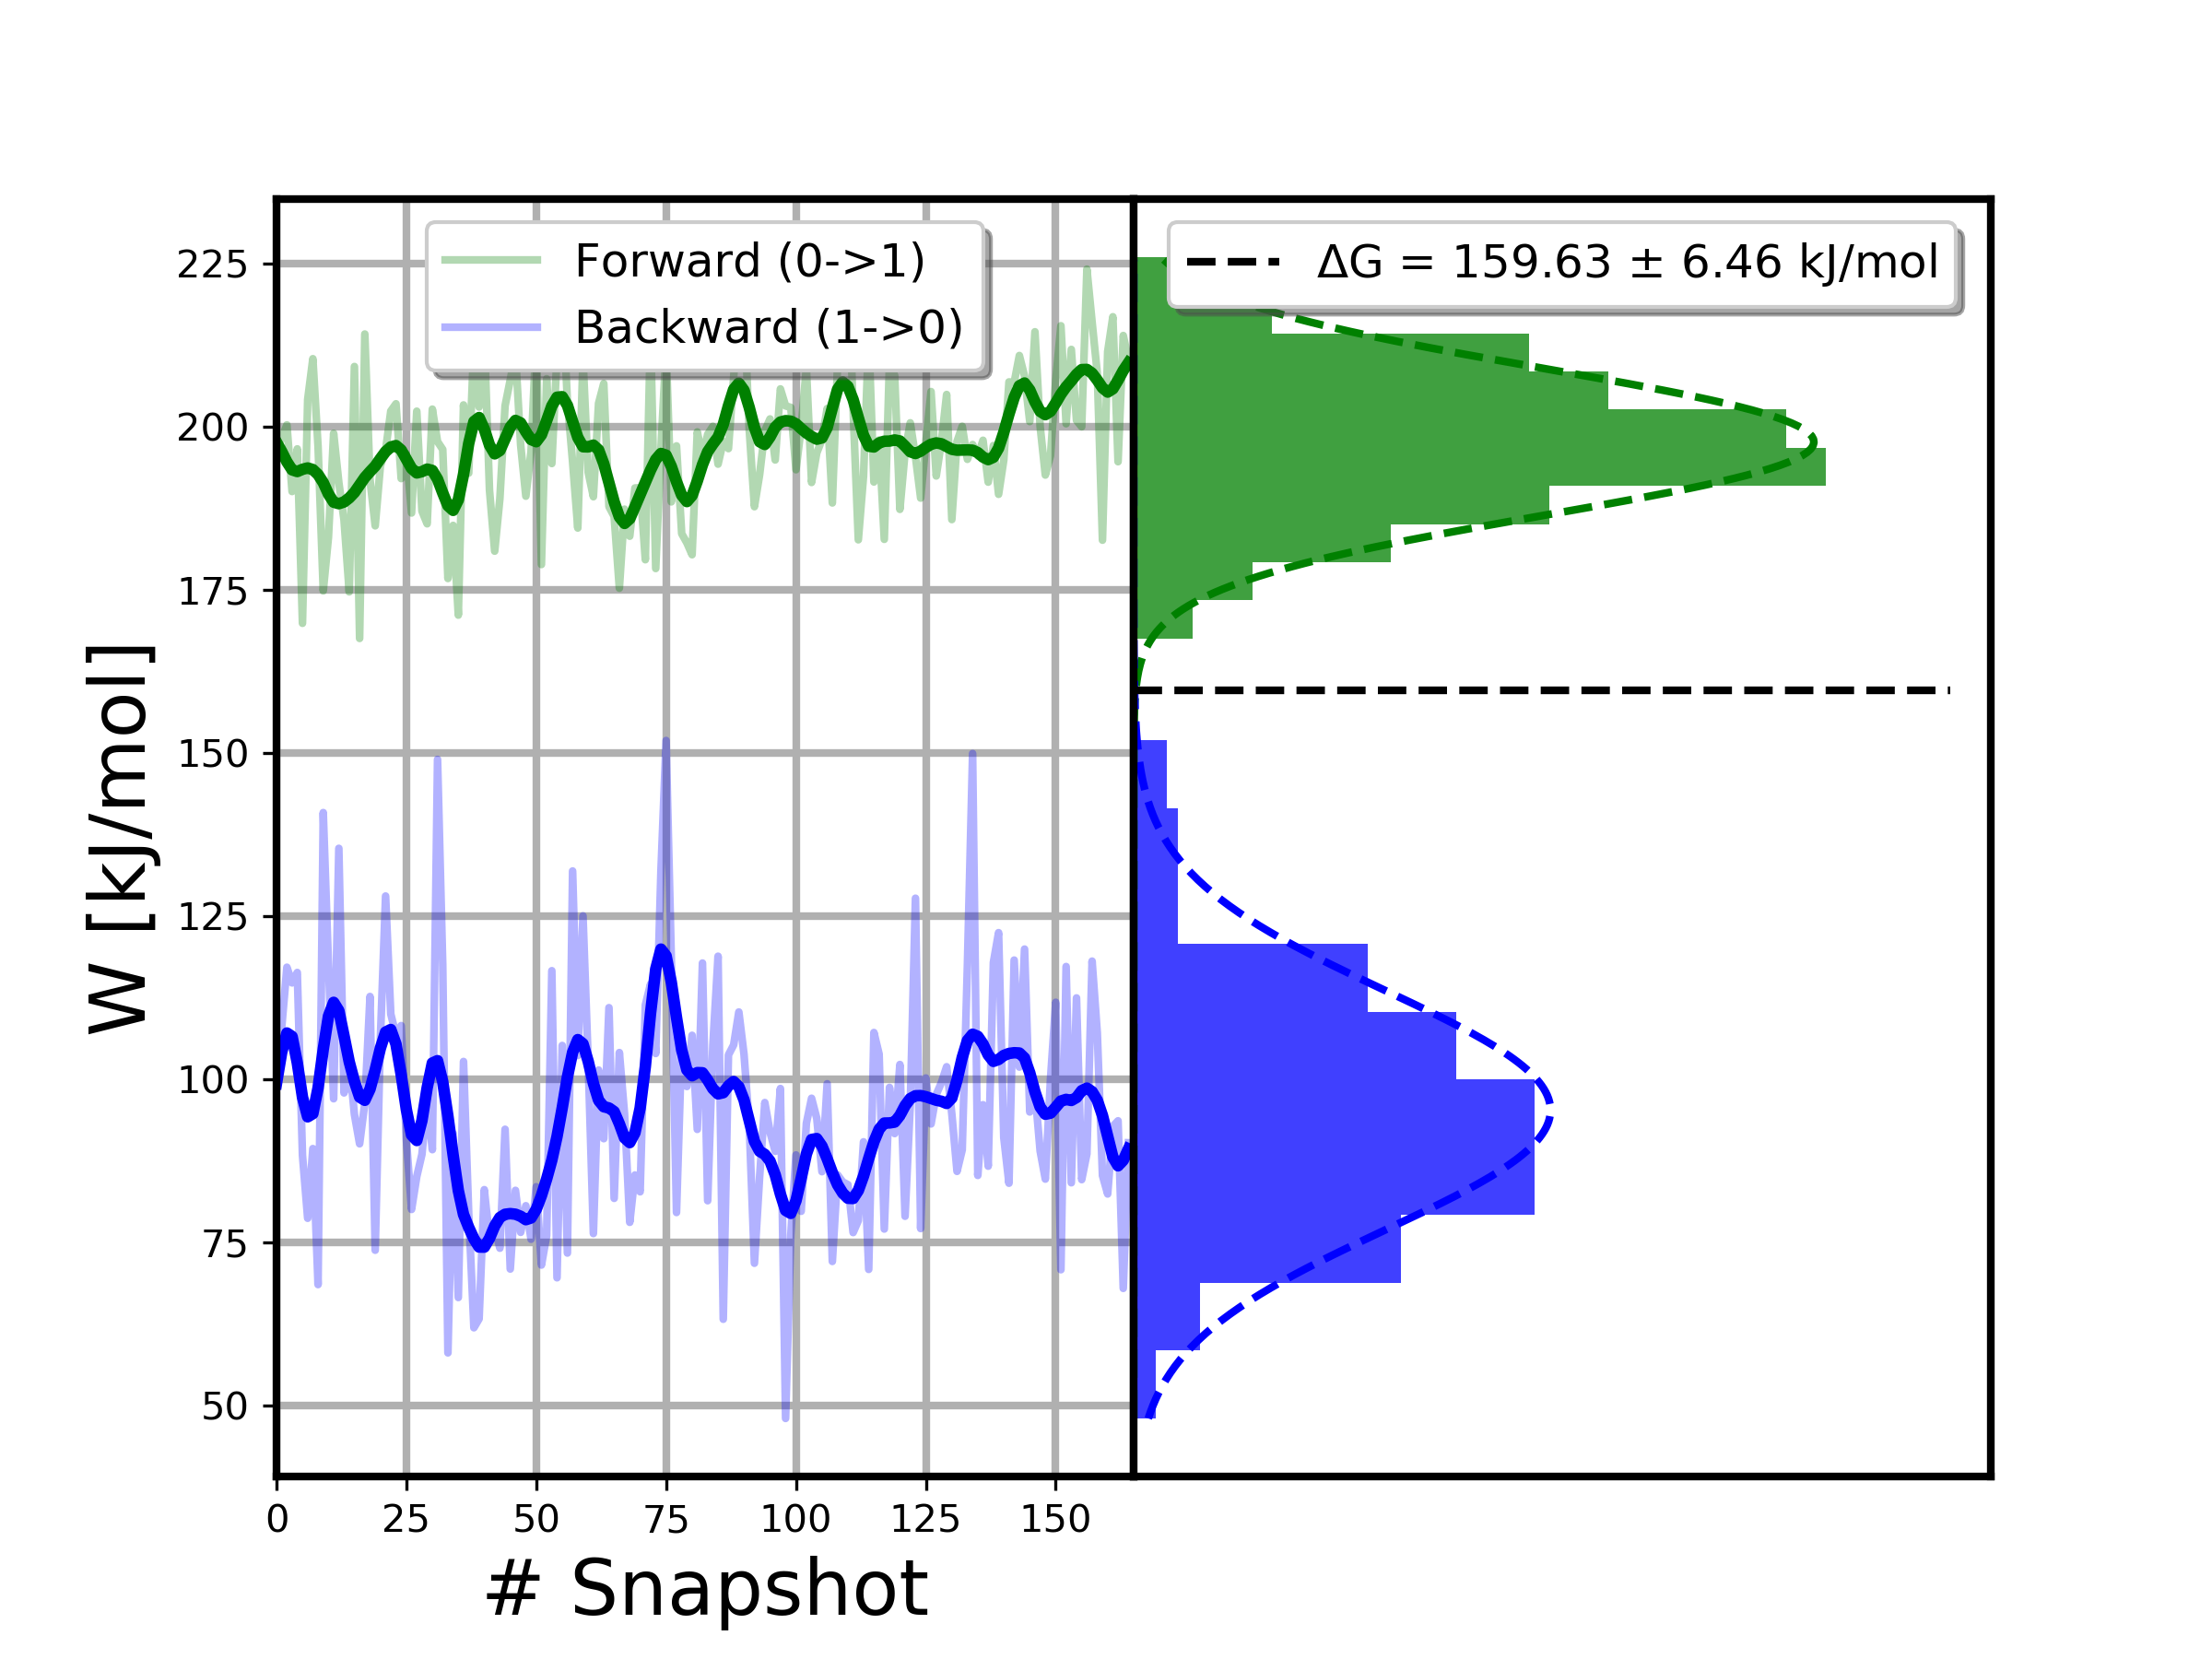 Forward (0->1)
Backward (1->0)
ΔG = 159.63 ± 6.46 kJ/mol
W [kJ/mol]
225
200
175
150
125
100
75
50
0 25 50 75 100 125 150
# Snapshot